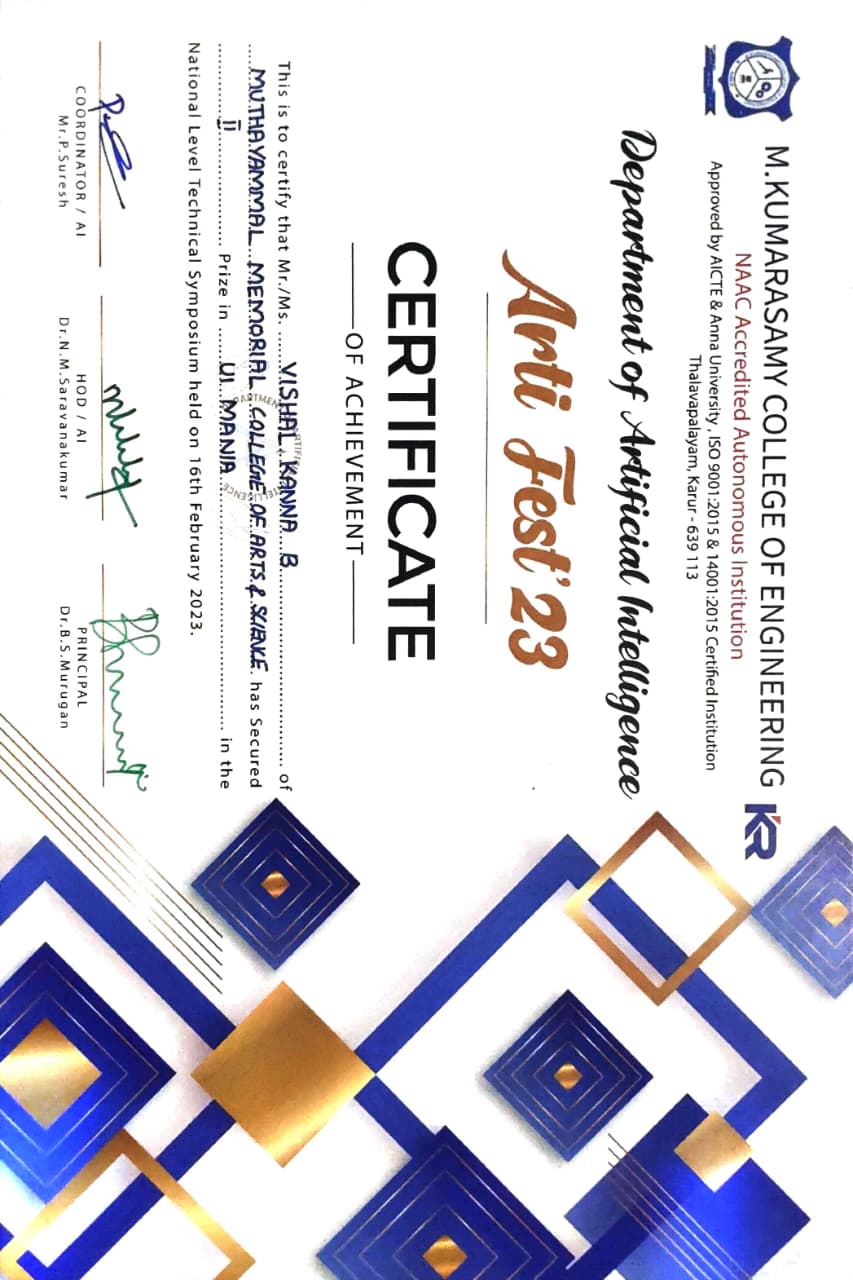 M.KUMARASAMY COLLEGE OF ENGINEERING
KR
NAAC Accredited Autonomous Institution
Approved by AICTE & Anna University , ISO 9001:2015 & 14001:2015 Certified Institution
Thalavapalayam, Karur - 639 113
Department of Artificial Intelligence
Arti Fest'23
CERTIFICATE
OF ACHIEVEMENT
This is to certify that Mr./Ms. VISHAL KANNA B of
MUTHAYAMMAL MEMORIAL COLLEGE OF ARTS & SCIENCE. has Secured
II Prize in UI MANIA in the
National Level Technical Symposium held on 16th February 2023.
COORDINATOR / AI
Mr.P.Suresh
HOD / AI
Dr.N.M.Saravanakumar
PRINCIPAL
Dr.B.S.Murugan